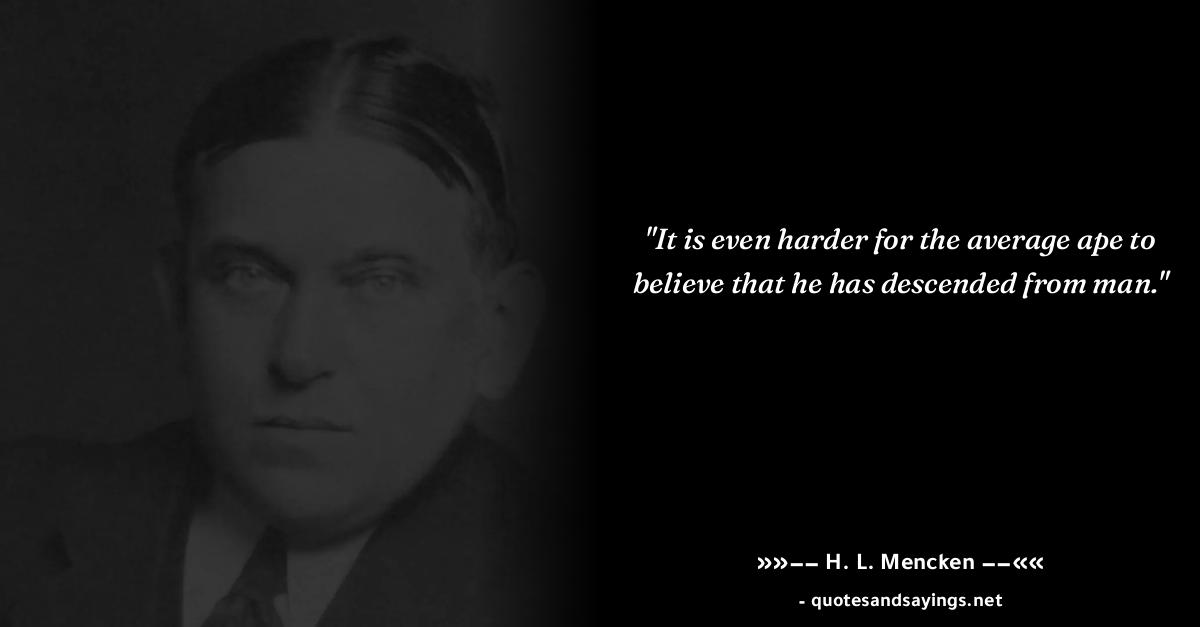 "It is even harder for the average ape to
believe that he has descended from man."
»»–– H. L. Mencken ––««
- quotesandsayings.net